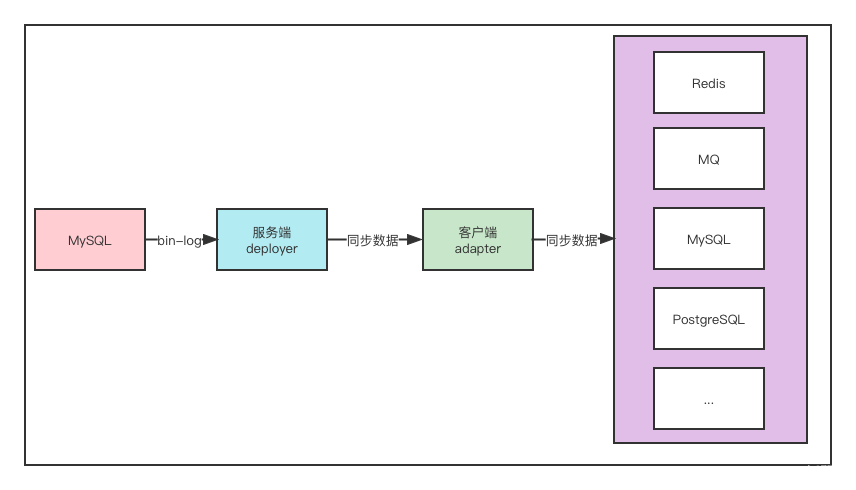 MySQL
bin-log
服务端
deployer
同步数据
客户端
adapter
同步数据
Redis
MQ
MySQL
PostgreSQL
...